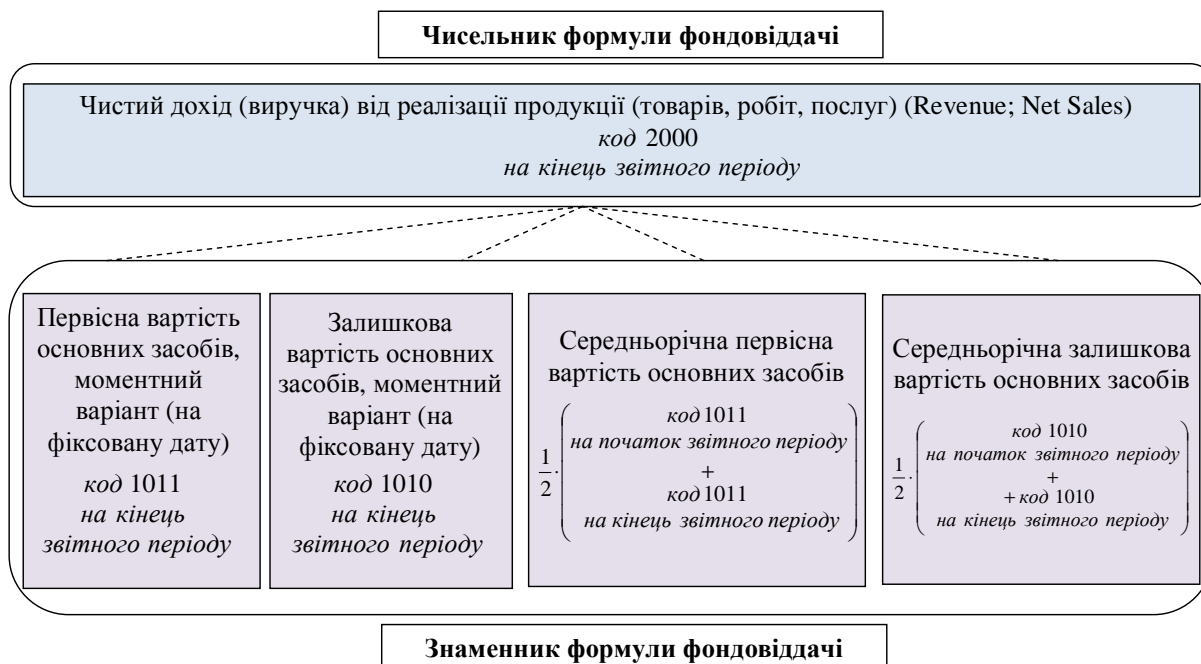 Чисельник формули фондовіддачі
Чистий дохід (виручка) від реалізації продукції (товарів, робіт, послуг) (Revenue; Net Sales)
код 2000
на кінець звітного періоду
Первісна вартість
основних засобів,
моментний
варіант (на
фіксовану дату)
код 1011
на кінець
звітного періоду
Залишкова
вартість основних
засобів, моментний
варіант (на
фіксовану дату)
код 1010
на кінець
звітного періоду
Середньорічна первісна
вартість основних засобів
код 1011
на початок звітного періоду
1/2 · +
код 1011
на кінець звітного періоду
Середньорічна залишкова
вартість основних засобів
код 1010
на початок звітного періоду
1/2 · +
+ код 1010
на кінець звітного періоду
Знаменник формули фондовіддачі